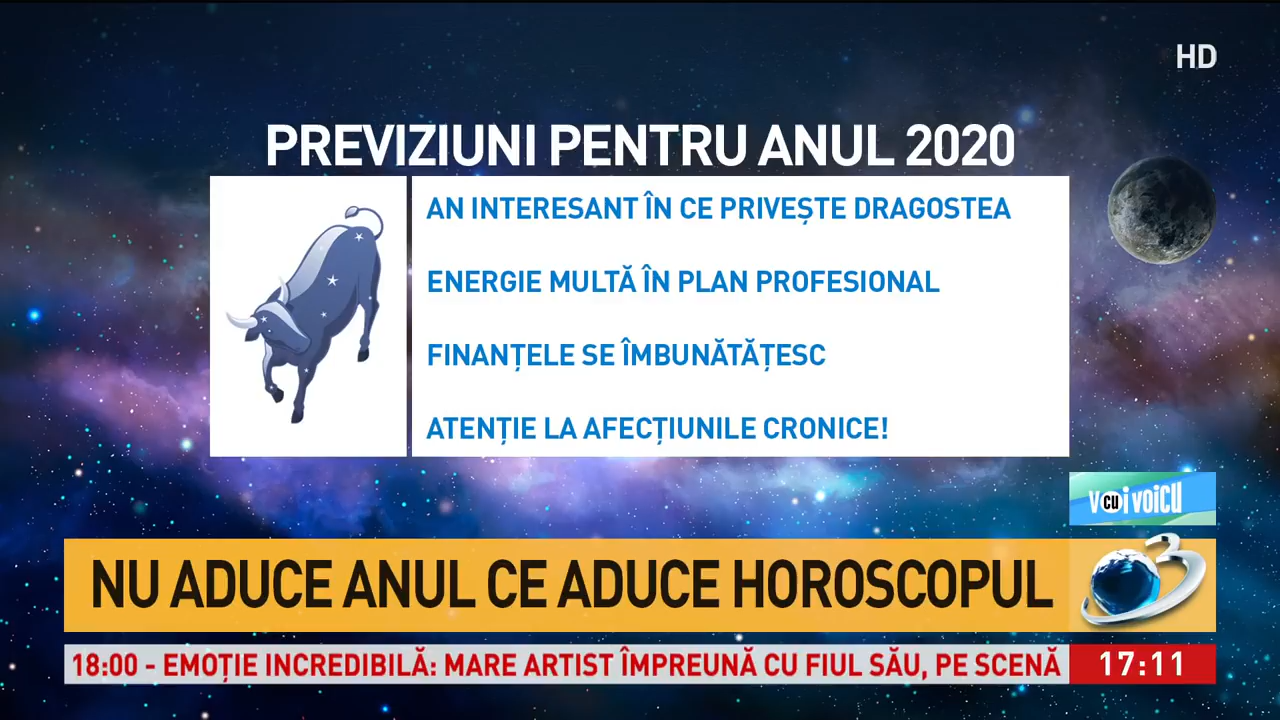 HD
PREVIZIUNI PENTRU ANUL 2020
AN INTERESANT ÎN CE PRIVEȘTE DRAGOSTEA
ENERGIE MULTĂ ÎN PLAN PROFESIONAL
FINANȚELE SE ÎMBUNĂTĂȚESC
ATENȚIE LA AFECȚIUNILE CRONICE!
V cu i voicu
NU ADUCE ANUL CE ADUCE HOROSCOPUL
3
18:00 - EMOȚIE INCREDIBILĂ: MARE ARTIST ÎMPREUNĂ CU FIUL SĂU, PE SCENĂ
17:11